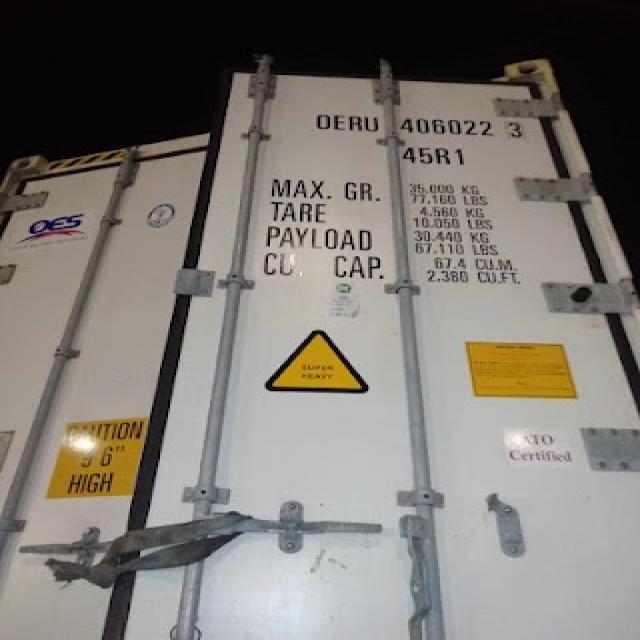 OERU 406022 3
45R1
MAX. GR. 35.000 KG
77.160 LBS
TARE 4.560 KG
10.050 LBS
PAYLOAD 30.440 KG
67.110 LBS
CU. CAP. 67.4 CU.M.
2.380 CU.FT.
OES
SUPER
HEAVY
CAUTION
9'6"
HIGH
Certified